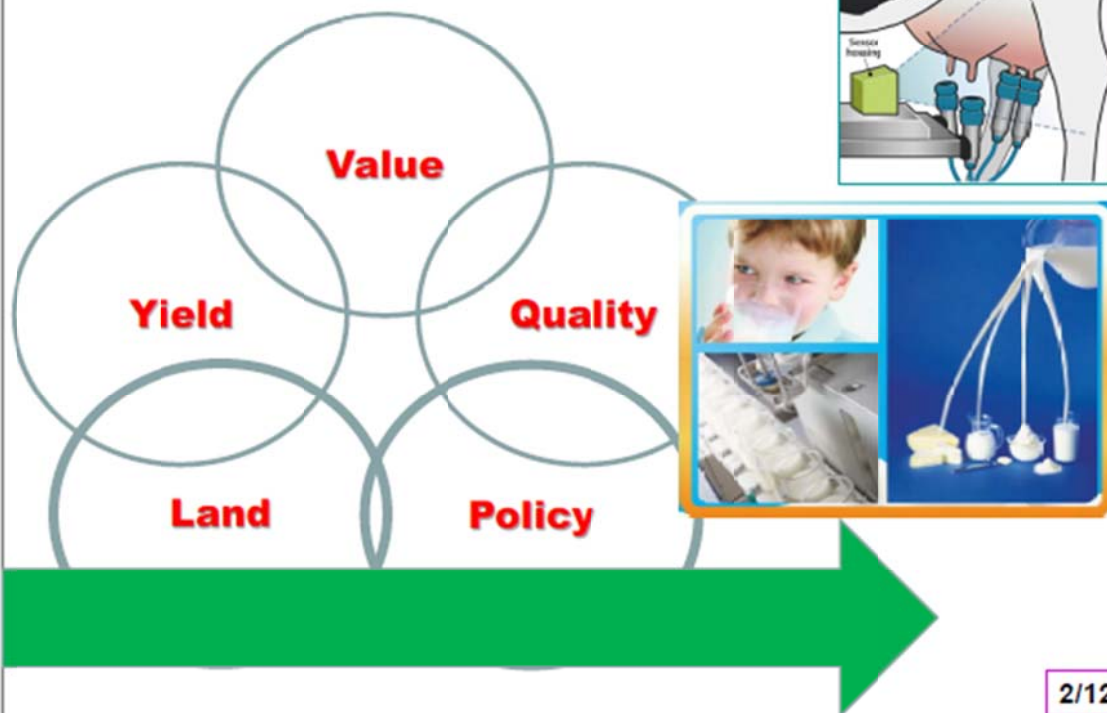 Sensor
housing
Value
Yield
Quality
Land
Policy
2/12